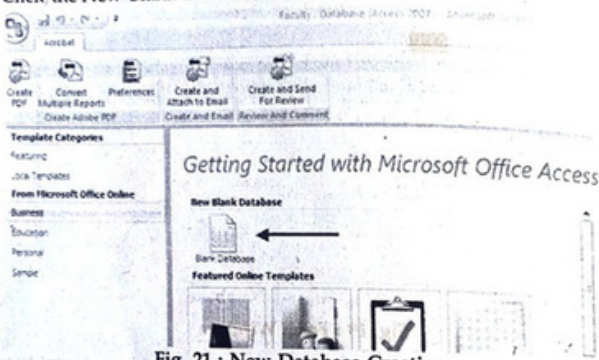 Click the New
Faculty : Database (Access 2007
Acrobat
Create PDF
Convert Multiple Reports
Preferences
Create and Attach to Email
Create and Send For Review
Create Adobe PDF
Create and Email
Review And Comment
Template Categories
Featuring
Local Templates
From Microsoft Office Online
Business
Education
Personal
Sample
Getting Started with Microsoft Office Access
New Blank Database
Blank Database
Featured Online Templates
Fig. 21 : New Database